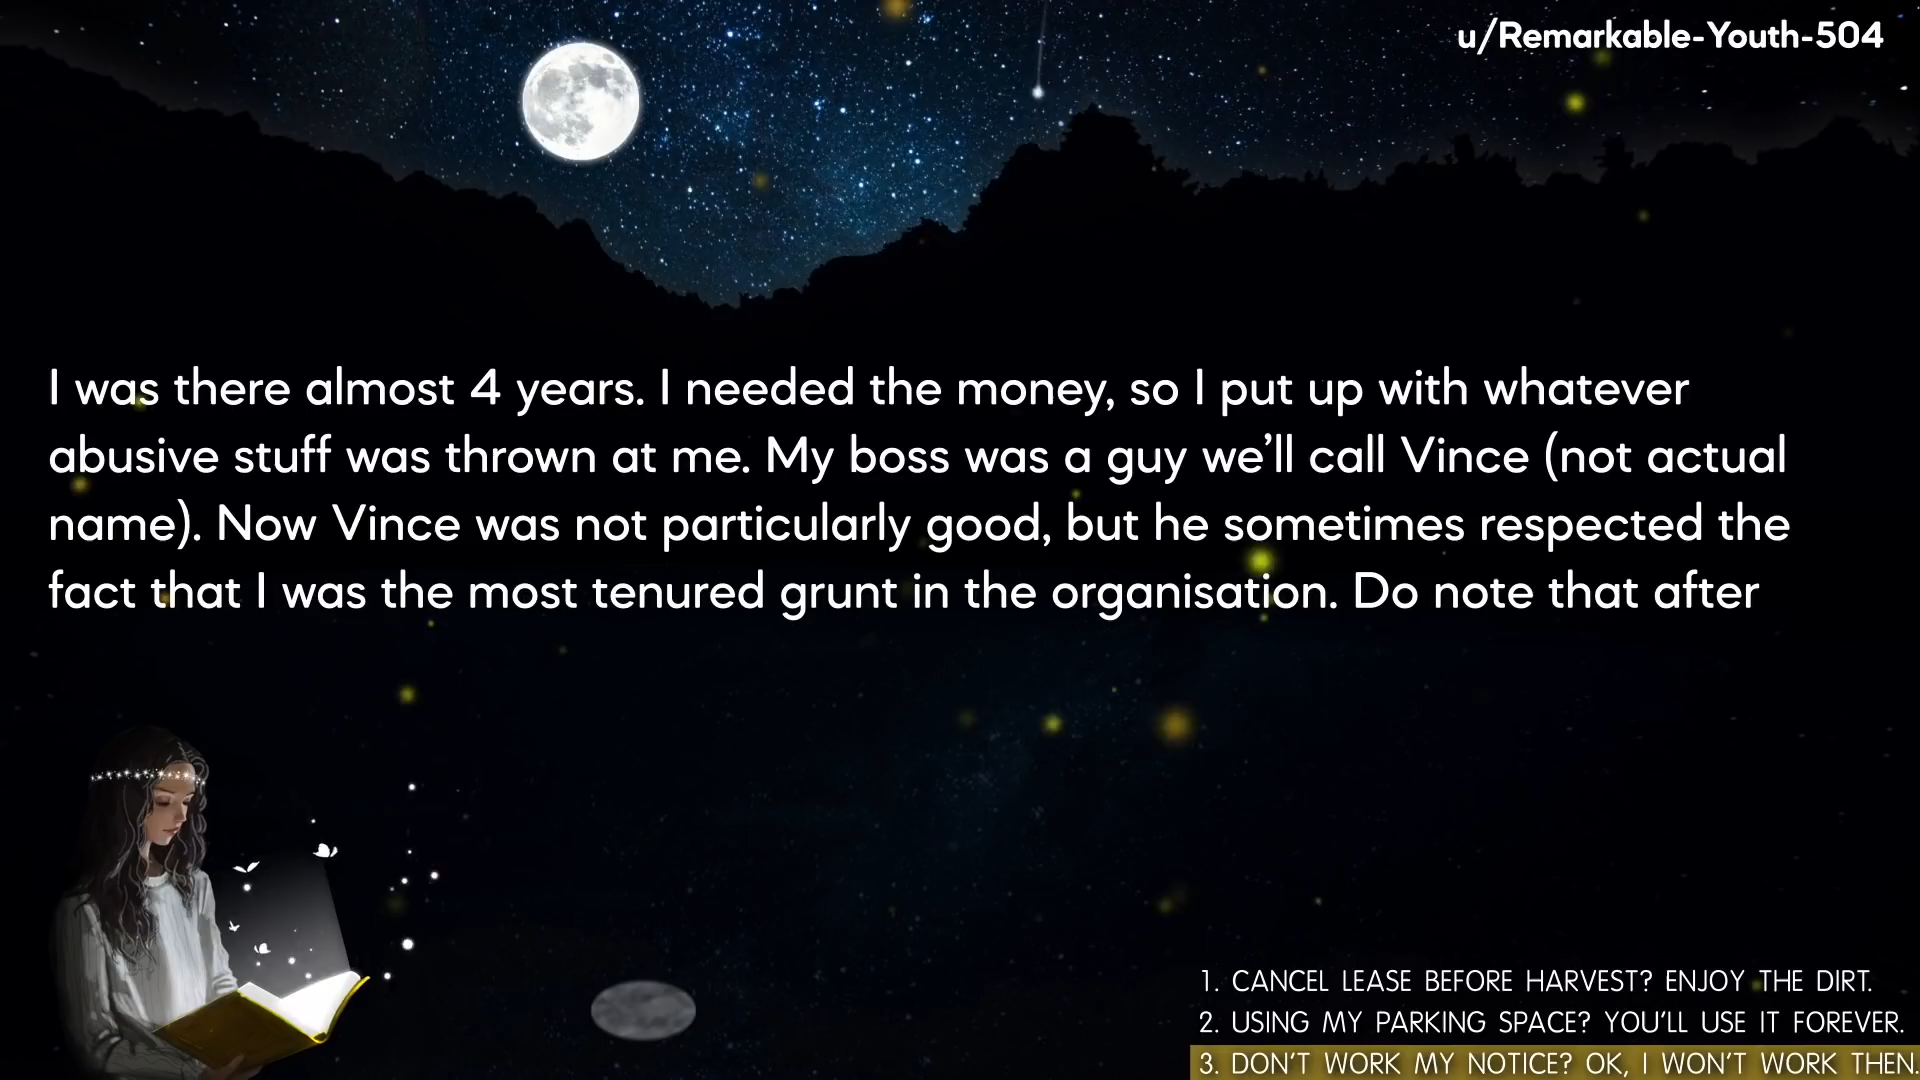 u/Remarkable-Youth-504
I was there almost 4 years. I needed the money, so I put up with whatever
abusive stuff was thrown at me. My boss was a guy we’ll call Vince (not actual
name). Now Vince was not particularly good, but he sometimes respected the
fact that I was the most tenured grunt in the organisation. Do note that after
1. CANCEL LEASE BEFORE HARVEST? ENJOY THE DIRT.
2. USING MY PARKING SPACE? YOU’LL USE IT FOREVER.
3. DON’T WORK MY NOTICE? OK, I WON’T WORK THEN.